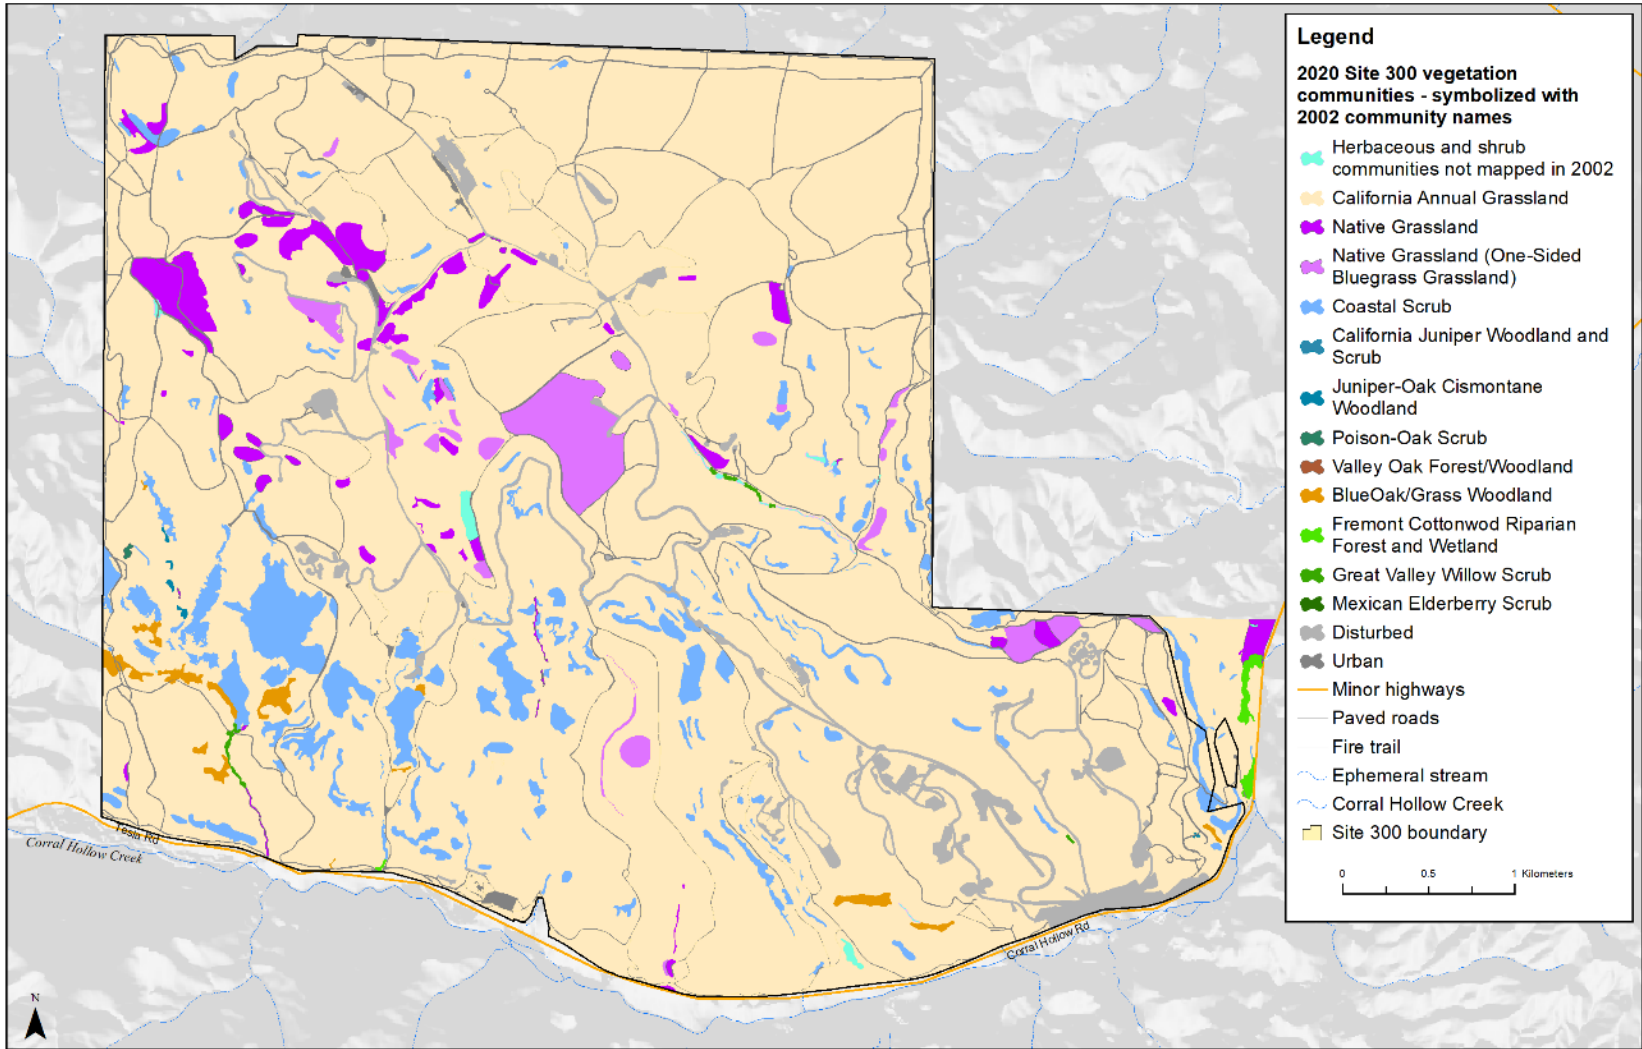 Legend
2020 Site 300 vegetation
communities - symbolized with
2002 community names
Herbaceous and shrub
communities not mapped in 2002
California Annual Grassland
Native Grassland
Native Grassland (One-Sided
Bluegrass Grassland)
Coastal Scrub
California Juniper Woodland and
Scrub
Juniper-Oak Cismontane
Woodland
Poison-Oak Scrub
Valley Oak Forest/Woodland
BlueOak/Grass Woodland
Fremont Cottonwod Riparian
Forest and Wetland
Great Valley Willow Scrub
Mexican Elderberry Scrub
Disturbed
Urban
Minor highways
Paved roads
Fire trail
Ephemeral stream
Corral Hollow Creek
Site 300 boundary
0 0.5 1 Kilometers
Tesla Rd
Corral Hollow Creek
Corral Hollow Rd
N